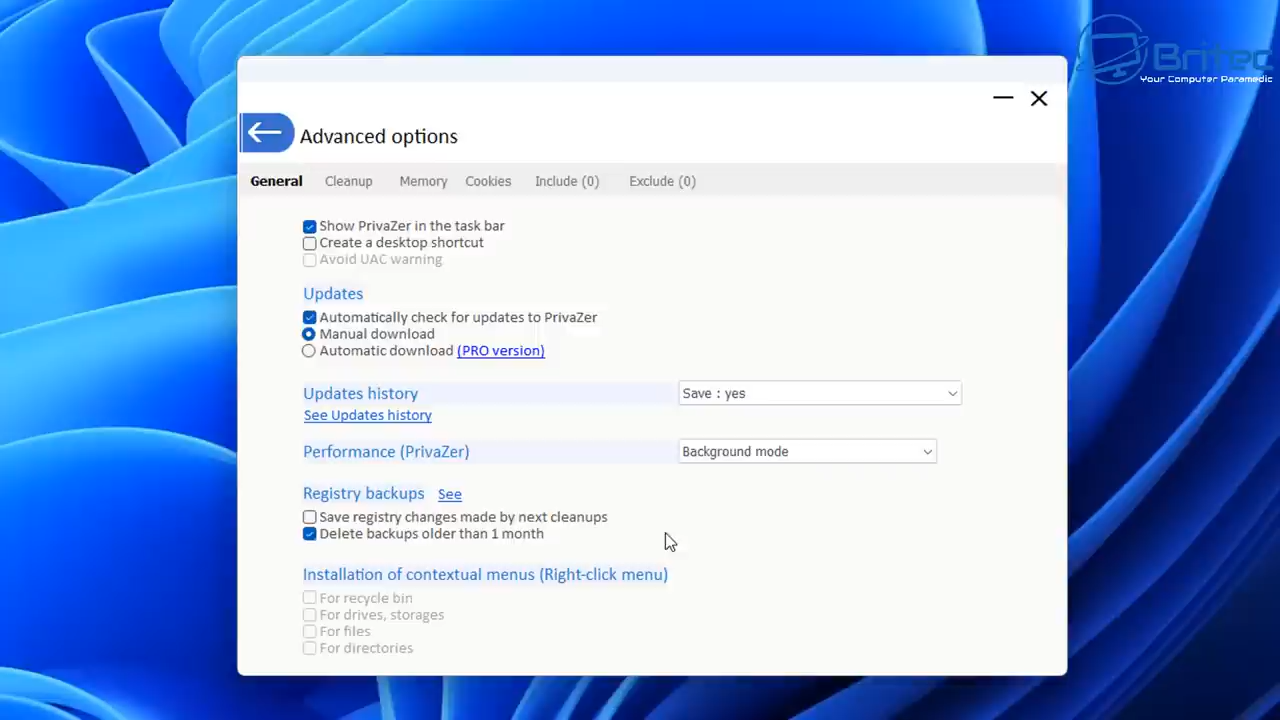 Britec
Your Computer Paramedic
Advanced options
General Cleanup Memory Cookies Include (0) Exclude (0)
Show PrivaZer in the task bar
Create a desktop shortcut
Avoid UAC warning
Updates
Automatically check for updates to PrivaZer
Manual download
Automatic download (PRO version)
Updates history Save : yes
See Updates history
Performance (PrivaZer) Background mode
Registry backups See
Save registry changes made by next cleanups
Delete backups older than 1 month
Installation of contextual menus (Right-click menu)
For recycle bin
For drives, storages
For files
For directories